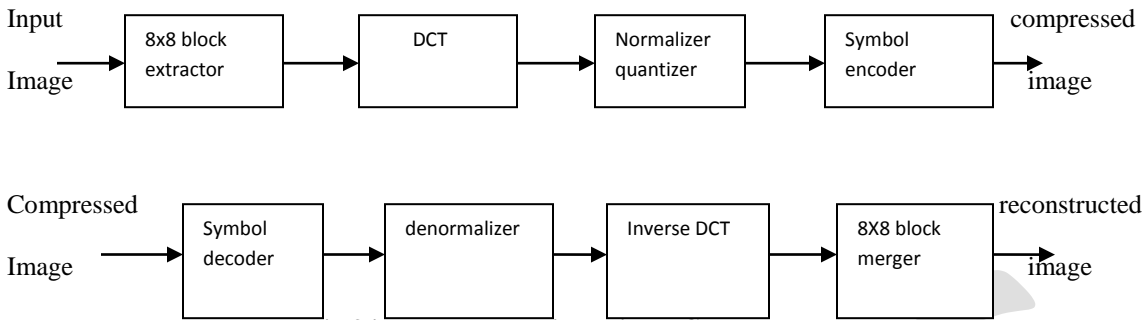 Input
Image
8x8 block
extractor
DCT
Normalizer
quantizer
Symbol
encoder
compressed
image
Compressed
Image
Symbol
decoder
denormalizer
Inverse DCT
8X8 block
merger
reconstructed
image